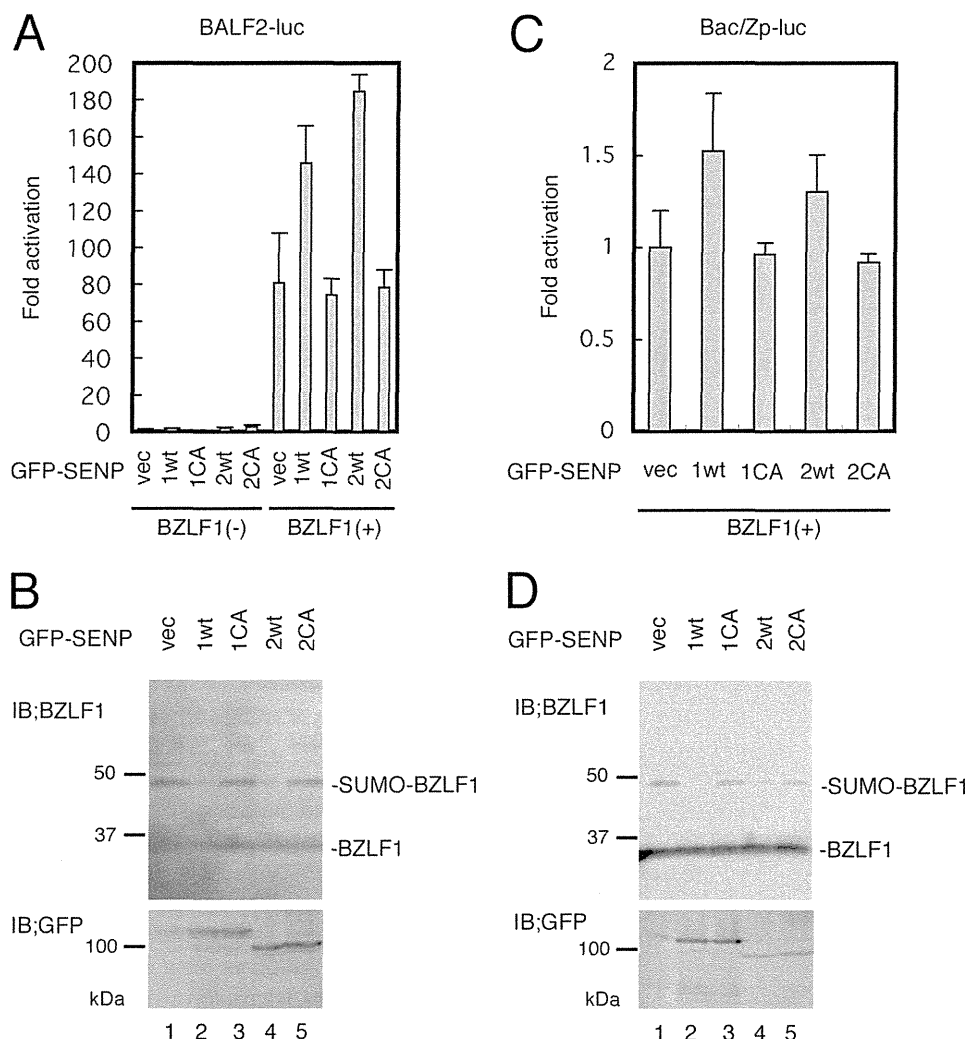 A
BALF2-luc
Fold activation
200
180
160
140
120
100
80
60
40
20
0
GFP-SENP
vec 1wt 1CA 2wt 2CA vec 1wt 1CA 2wt 2CA
BZLF1(-) BZLF1(+)
C
Bac/Zp-luc
Fold activation
2
1.5
1
0.5
0
GFP-SENP vec 1wt 1CA 2wt 2CA
BZLF1(+)
B
GFP-SENP vec 1wt 1CA 2wt 2CA
IB;BZLF1
50
-SUMO-BZLF1
37
-BZLF1
IB;GFP
100
kDa
1 2 3 4 5
D
GFP-SENP vec 1wt 1CA 2wt 2CA
IB;BZLF1
50
-SUMO-BZLF1
37
-BZLF1
IB;GFP
100
kDa
1 2 3 4 5